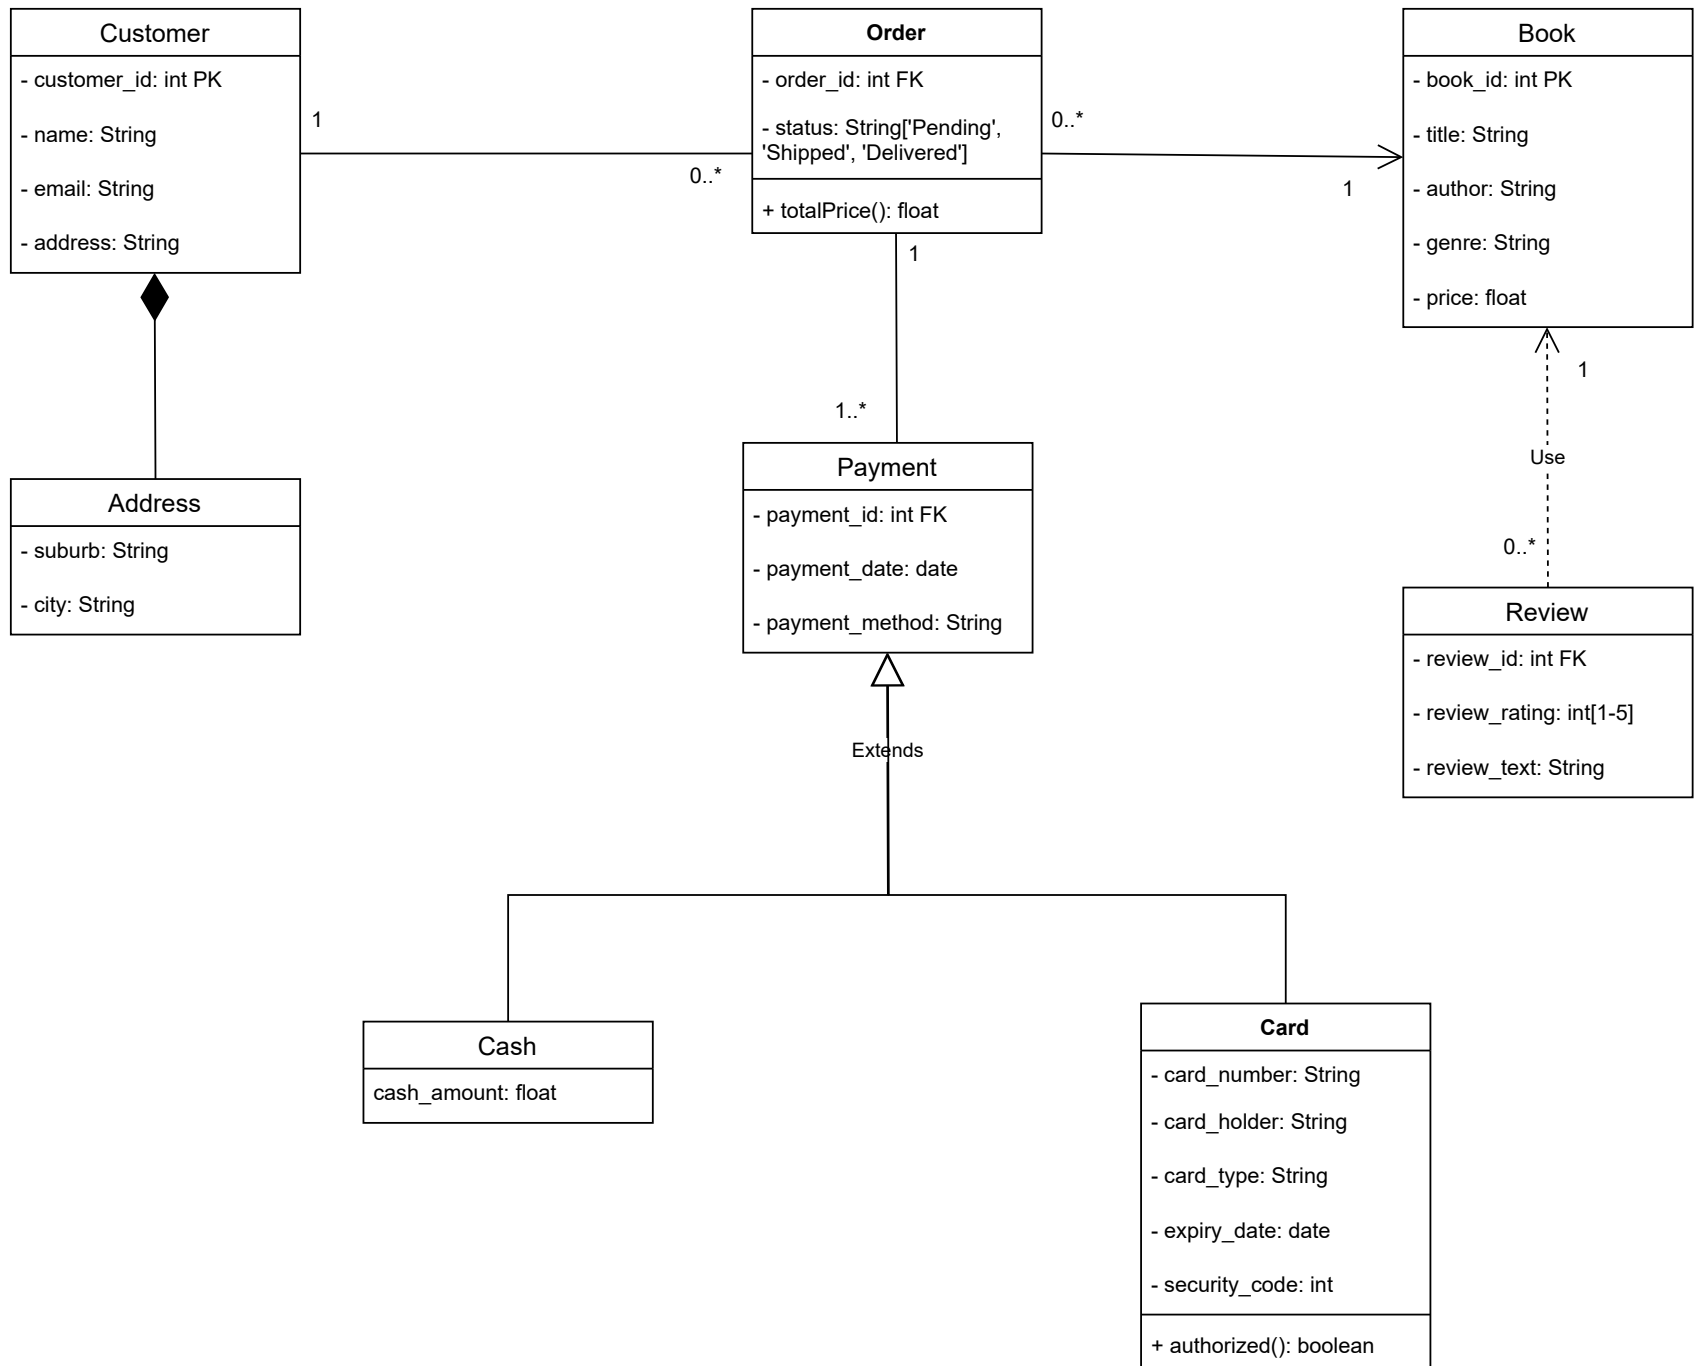 Customer
- customer_id: int PK
- name: String
- email: String
- address: String
1
0..*
Order
- order_id: int FK
- status: String['Pending',
'Shipped', 'Delivered']
+ totalPrice(): float
0..*
1
Book
- book_id: int PK
- title: String
- author: String
- genre: String
- price: float
1
1..*
1
Use
0..*
Address
- suburb: String
- city: String
Payment
- payment_id: int FK
- payment_date: date
- payment_method: String
Review
- review_id: int FK
- review_rating: int[1-5]
- review_text: String
Extends
Cash
cash_amount: float
Card
- card_number: String
- card_holder: String
- card_type: String
- expiry_date: date
- security_code: int
+ authorized(): boolean